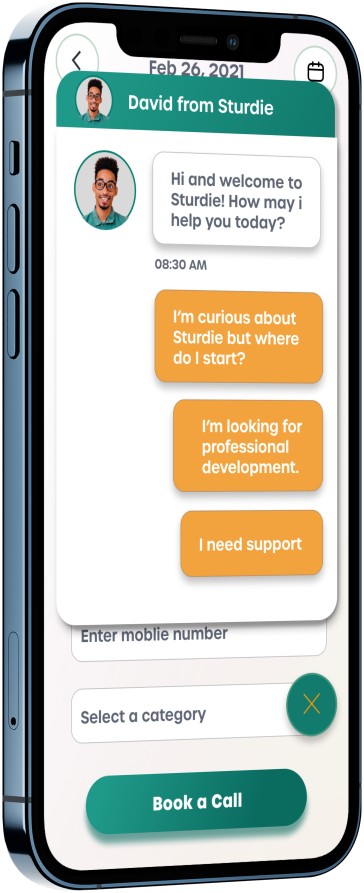 Feb 26, 2021
David from Sturdie
Hi and welcome to
Sturdie! How may i
help you today?
08:30 AM
I'm curious about
Sturdie but where
do I start?
I'm looking for
professional
development.
I need support
Enter moblie number
Select a category
Book a Call